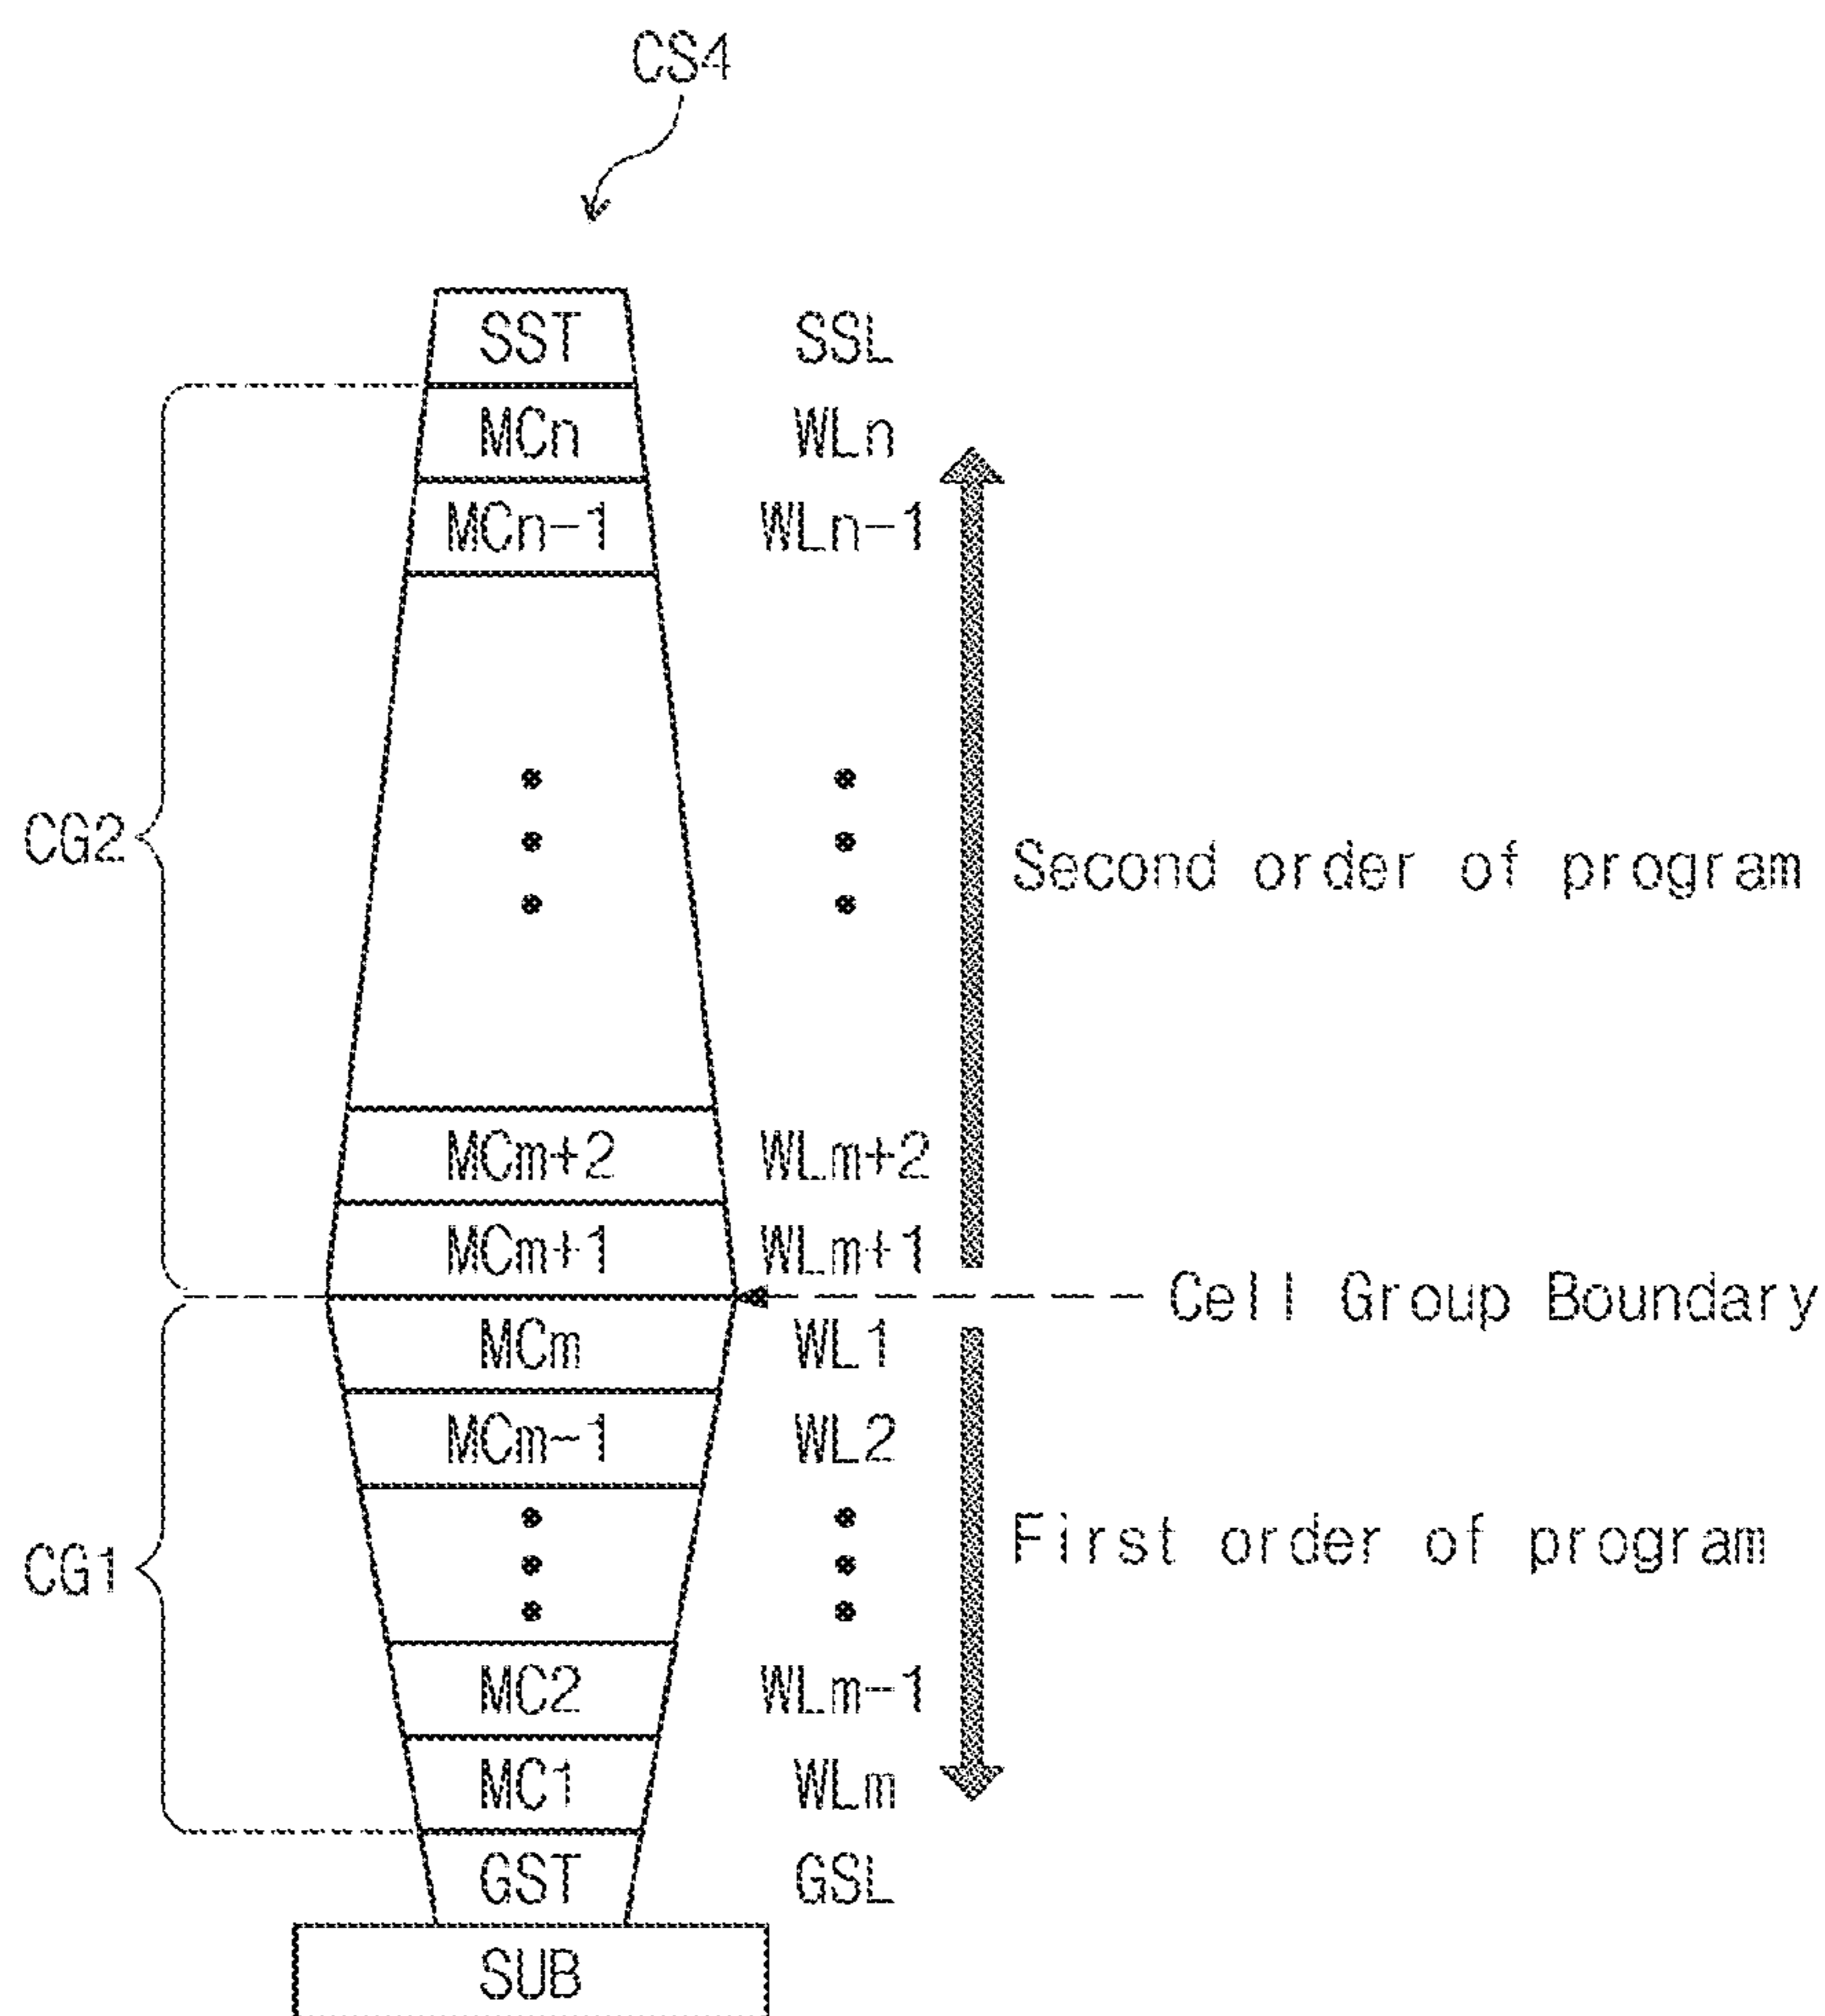 CS4
SST SSL
MCn WLn
MCn-1 WLn-1
CG2
Second order of program
MCm+2 WLm+2
MCm+1 WLm+1
Cell Group Boundary
MCm WL1
MCm-1 WL2
CG1
First order of program
MC2 WLm-1
MC1 WLm
GST GSL
SUB